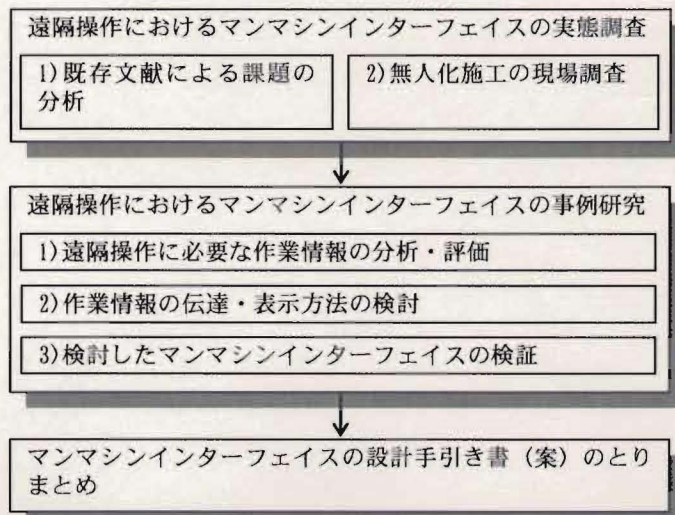 遠隔操作におけるマンマシンインターフェイスの実態調査
1)既存文献による課題の
分析
2)無人化施工の現場調査
遠隔操作におけるマンマシンインターフェイスの事例研究
1)遠隔操作に必要な作業情報の分析・評価
2)作業情報の伝達・表示方法の検討
3)検討したマンマシンインターフェイスの検証
マンマシンインターフェイスの設計手引き書（案）のとり
まとめ